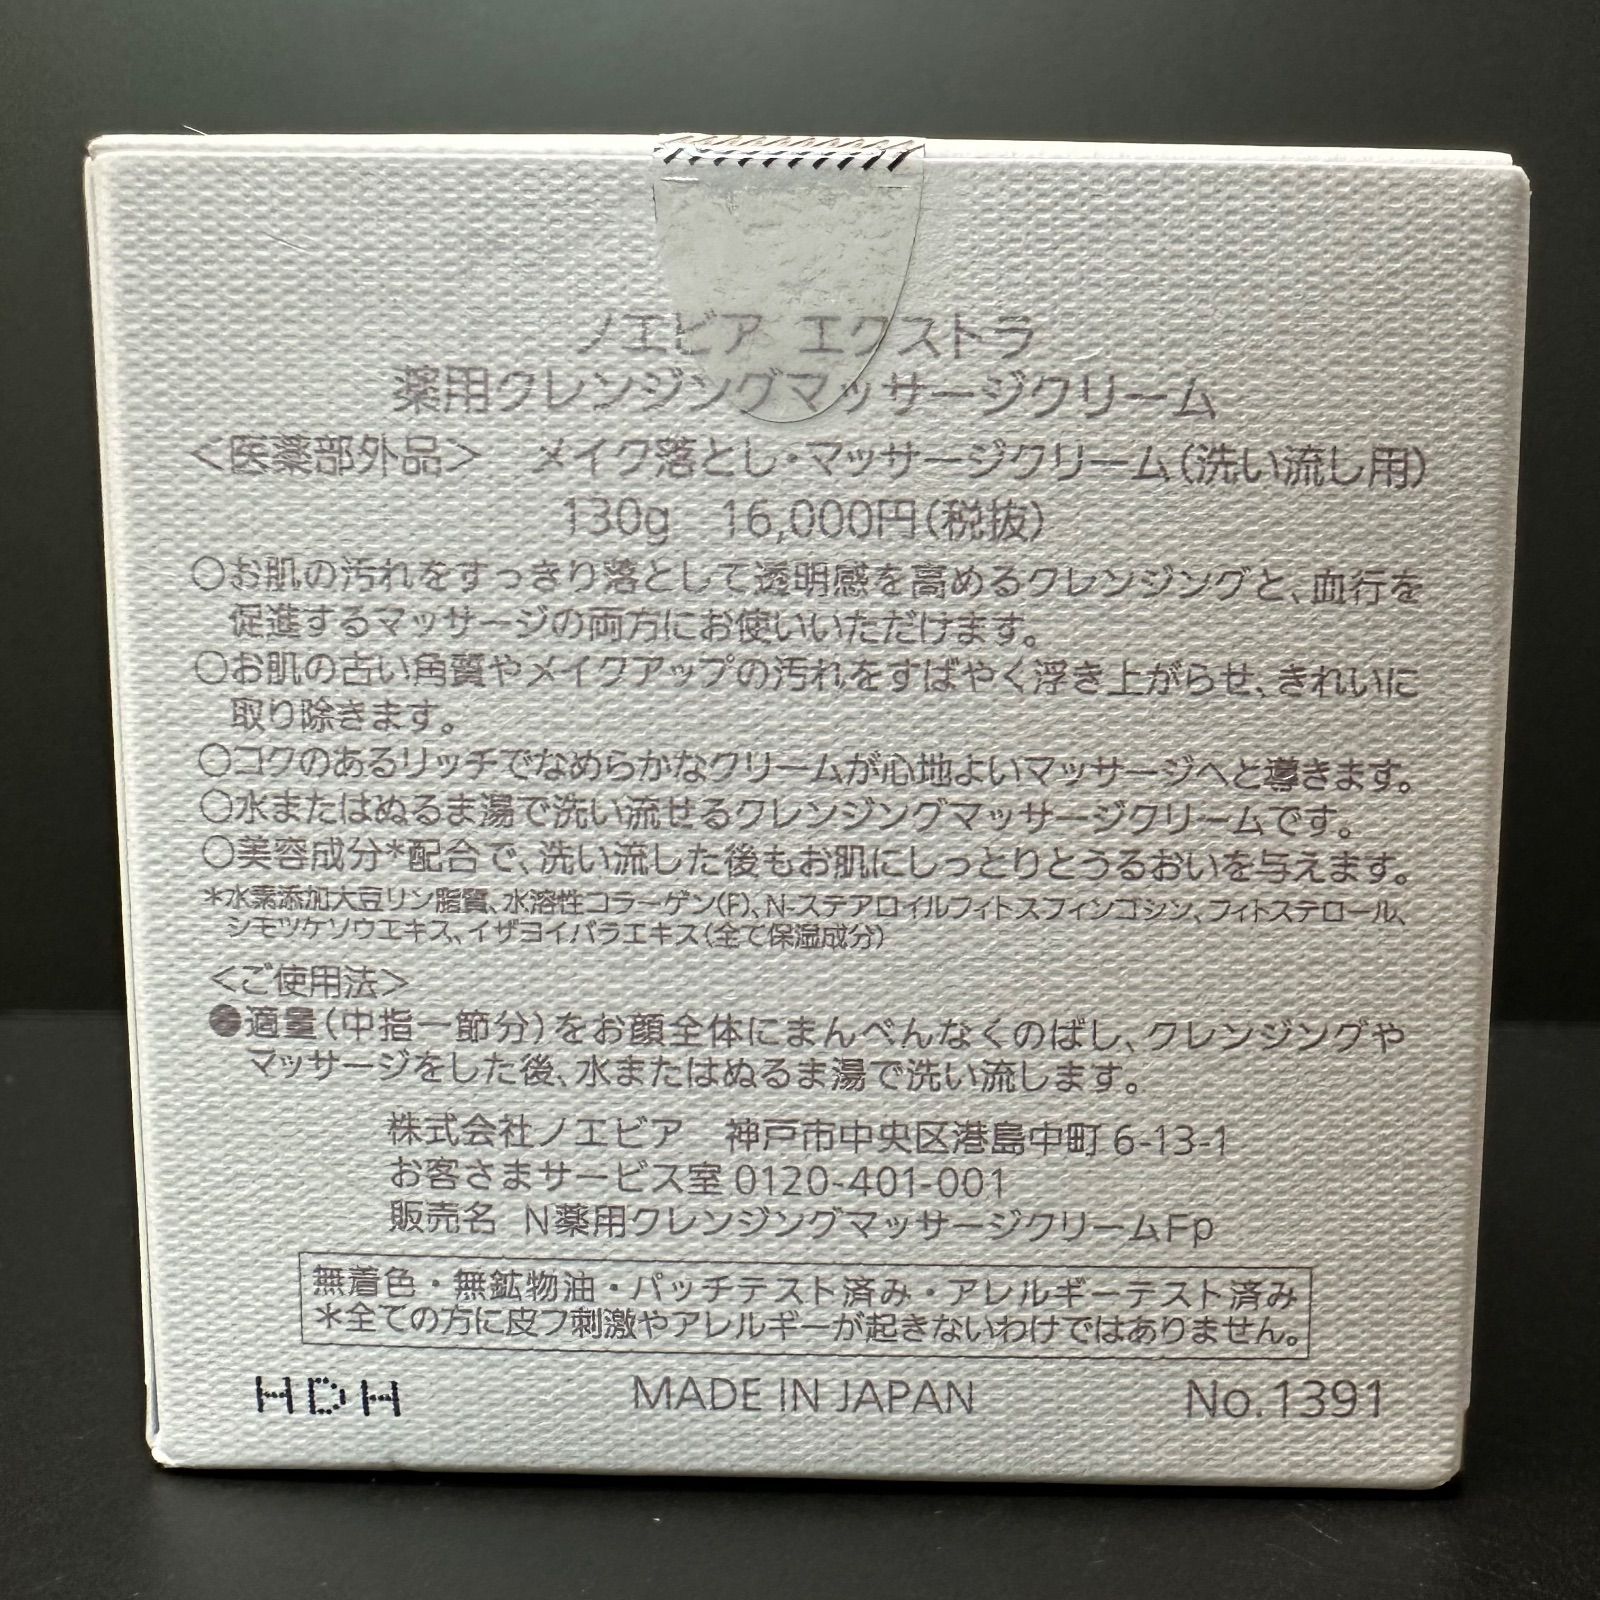 ノエビア エクストラ
薬用クレンジングマッサージクリーム
＜医薬部外品＞ メイク落とし・マッサージクリーム（洗い流し用）
130g 16,000円（税抜）
○お肌の汚れをすっきり落として透明感を高めるクレンジングと、血行を
促進するマッサージの両方にお使いいただけます。
○お肌の古い角質やメイクアップの汚れをすばやく浮き上がらせ、きれいに
取り除きます。
○コクのあるリッチでなめらかなクリームが心地よいマッサージへと導きます。
○水またはぬるま湯で洗い流せるクレンジングマッサージクリームです。
○美容成分*配合で、洗い流した後もお肌にしっとりとうるおいを与えます。
*水素添加大豆リン脂質、水溶性コラーゲン(F)、N-ステアロイルフィトスフィンゴシン、フィトステロール、
シモツケソウエキス、イザヨイバラエキス（全て保湿成分）
＜ご使用法＞
●適量（中指一節分）をお顔全体にまんべんなくのばし、クレンジングや
マッサージをした後、水またはぬるま湯で洗い流します。
株式会社ノエビア 神戸市中央区港島中町6-13-1
お客さまサービス室 0120-401-001
販売名 N薬用クレンジングマッサージクリームFp
無着色・無鉱物油・パッチテスト済み・アレルギーテスト済み
＊全ての方に皮フ刺激やアレルギーが起きないわけではありません。
HDH MADE IN JAPAN No.1391